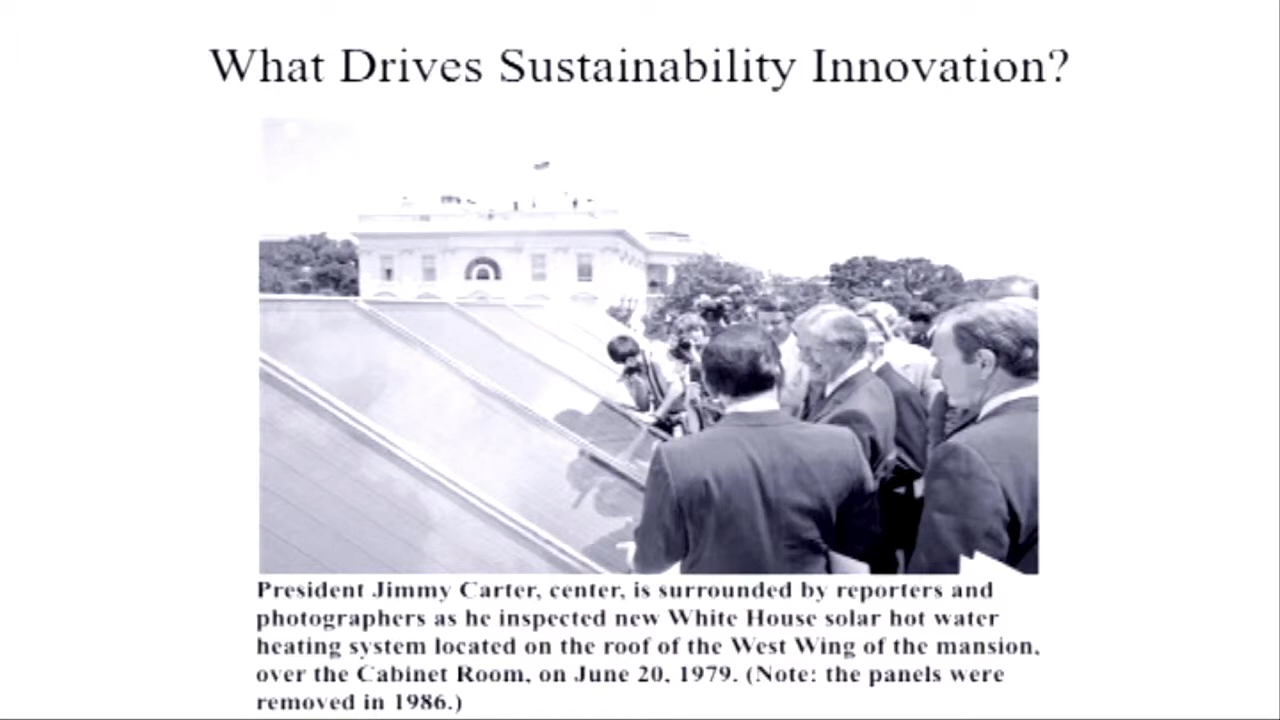 What Drives Sustainability Innovation?
President Jimmy Carter, center, is surrounded by reporters and
photographers as he inspected new White House solar hot water
heating system located on the roof of the West Wing of the mansion,
over the Cabinet Room, on June 20, 1979. (Note: the panels were
removed in 1986.)